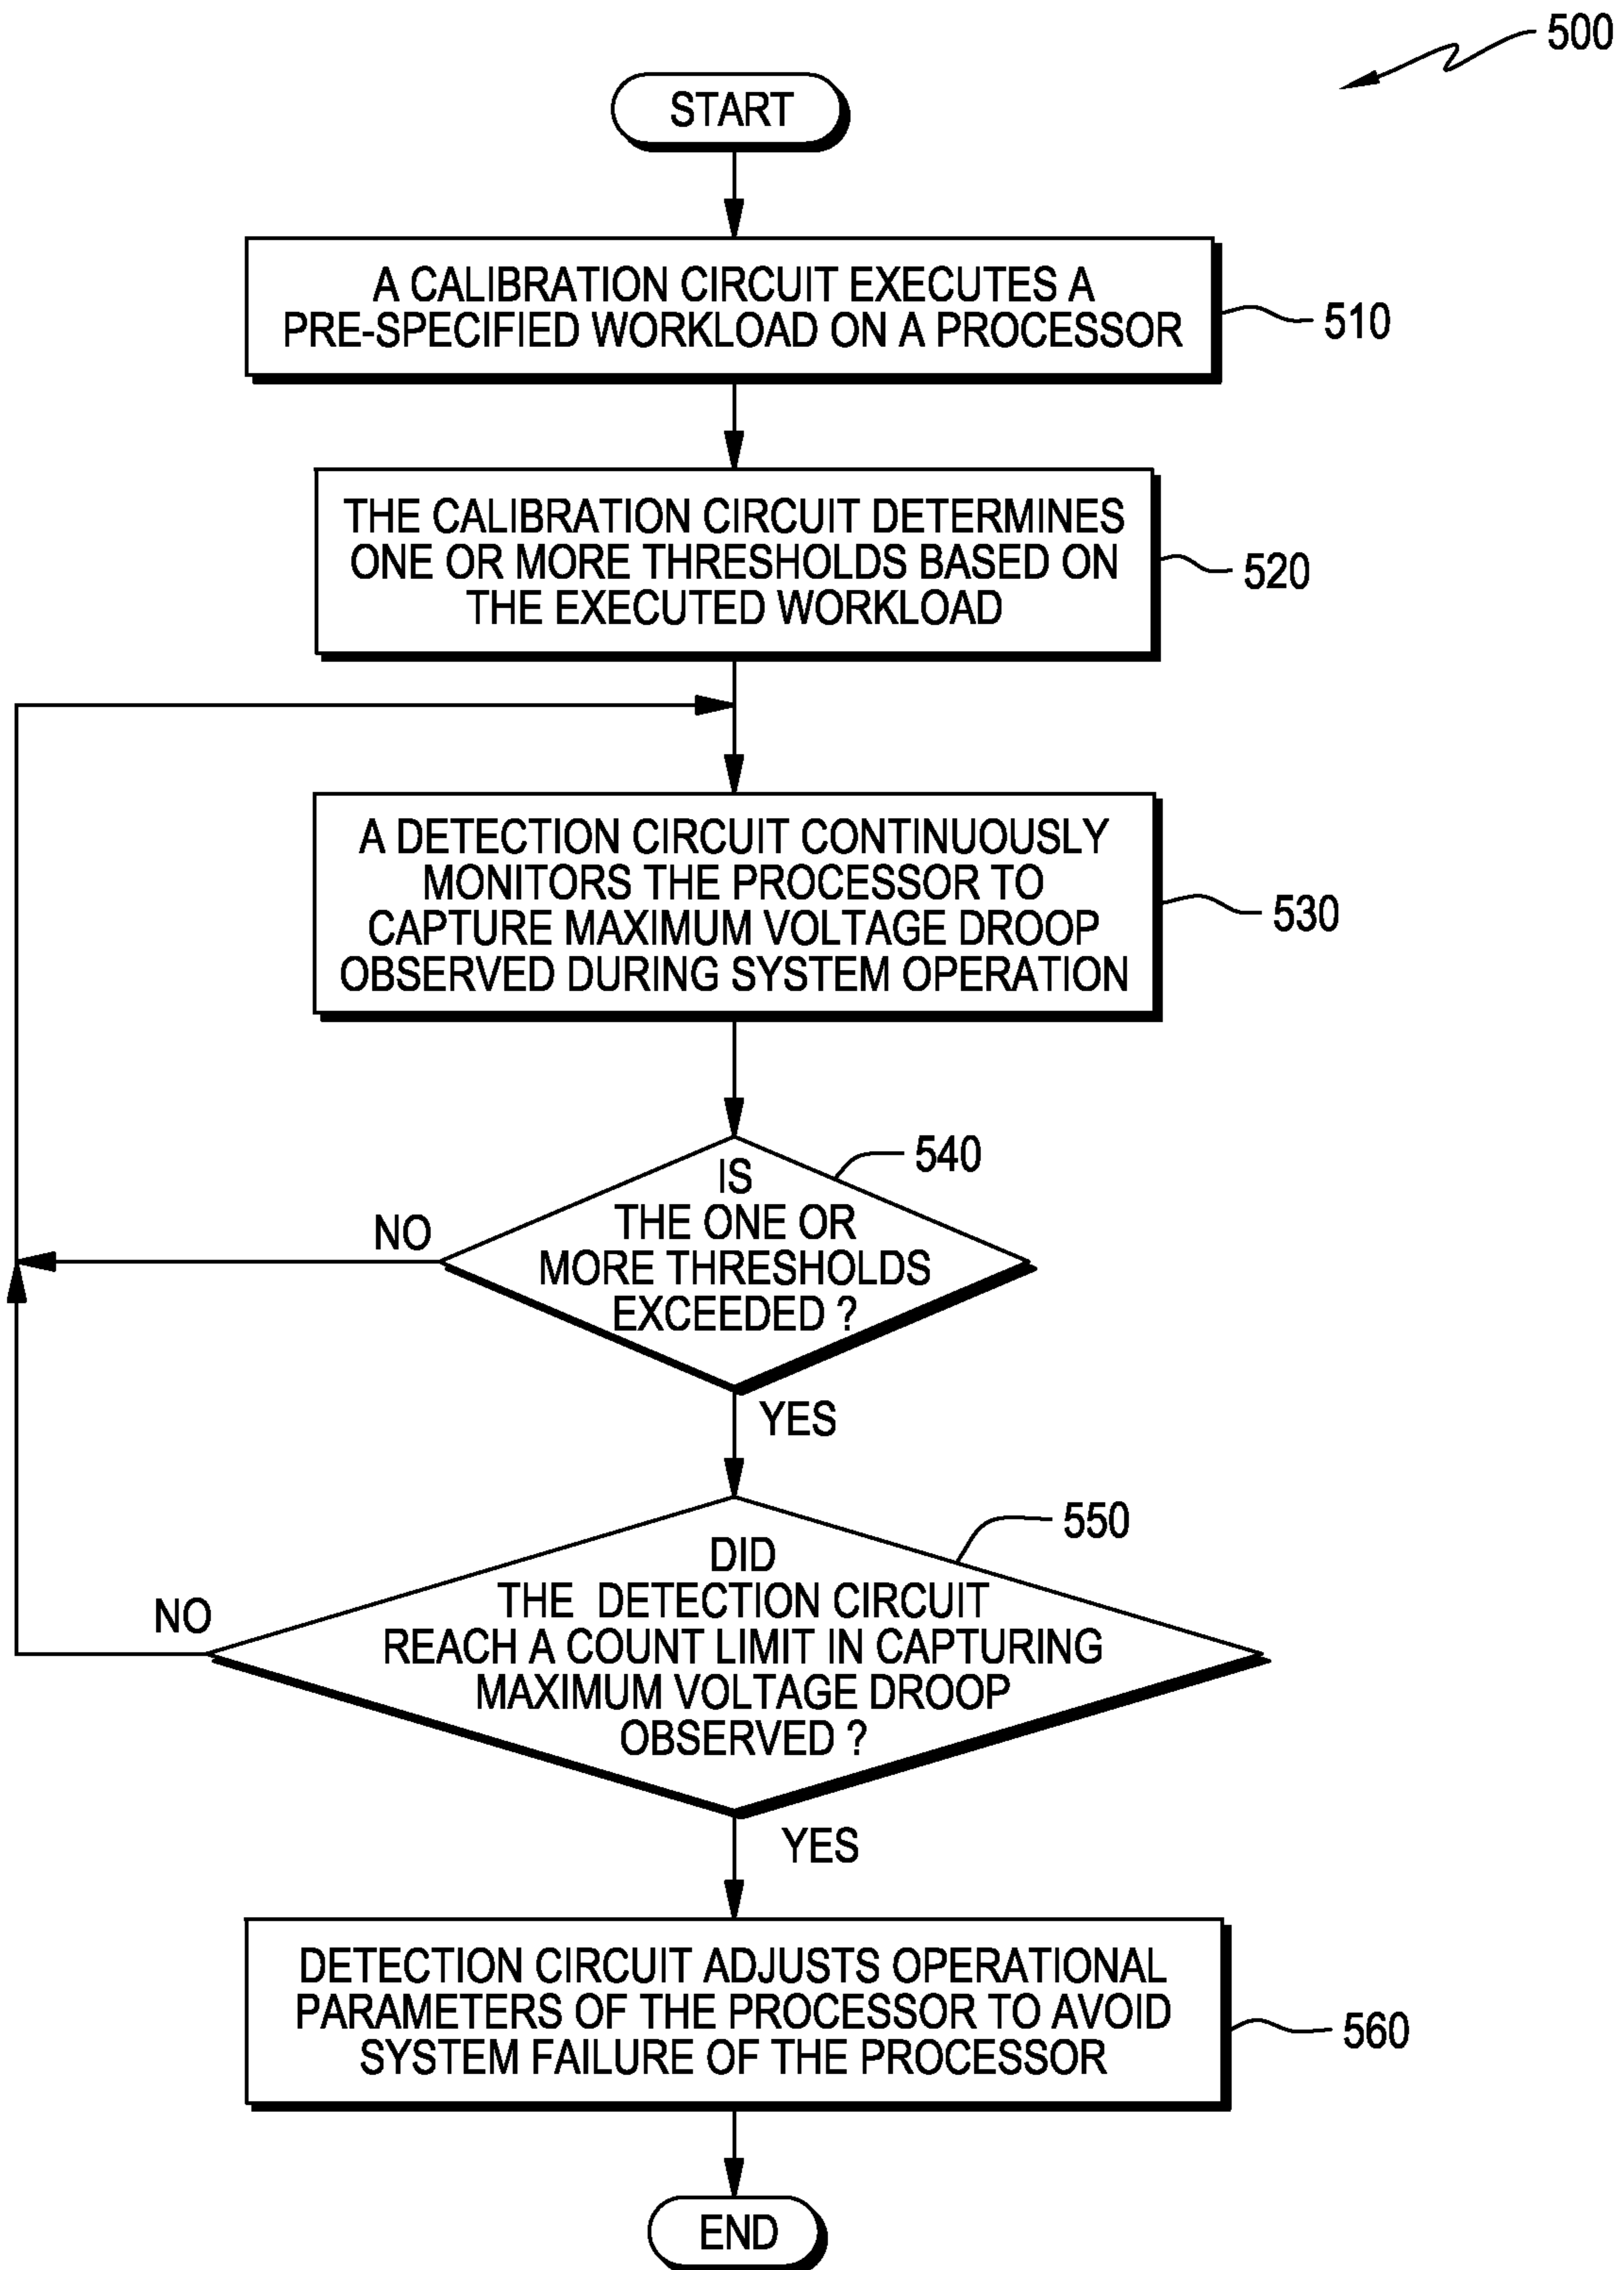 500
START
A CALIBRATION CIRCUIT EXECUTES A
PRE-SPECIFIED WORKLOAD ON A PROCESSOR
510
THE CALIBRATION CIRCUIT DETERMINES
ONE OR MORE THRESHOLDS BASED ON
THE EXECUTED WORKLOAD
520
A DETECTION CIRCUIT CONTINUOUSLY
MONITORS THE PROCESSOR TO
CAPTURE MAXIMUM VOLTAGE DROOP
OBSERVED DURING SYSTEM OPERATION
530
540
IS
THE ONE OR
MORE THRESHOLDS
EXCEEDED ?
NO
YES
550
DID
THE DETECTION CIRCUIT
REACH A COUNT LIMIT IN CAPTURING
MAXIMUM VOLTAGE DROOP
OBSERVED ?
NO
YES
DETECTION CIRCUIT ADJUSTS OPERATIONAL
PARAMETERS OF THE PROCESSOR TO AVOID
SYSTEM FAILURE OF THE PROCESSOR
560
END